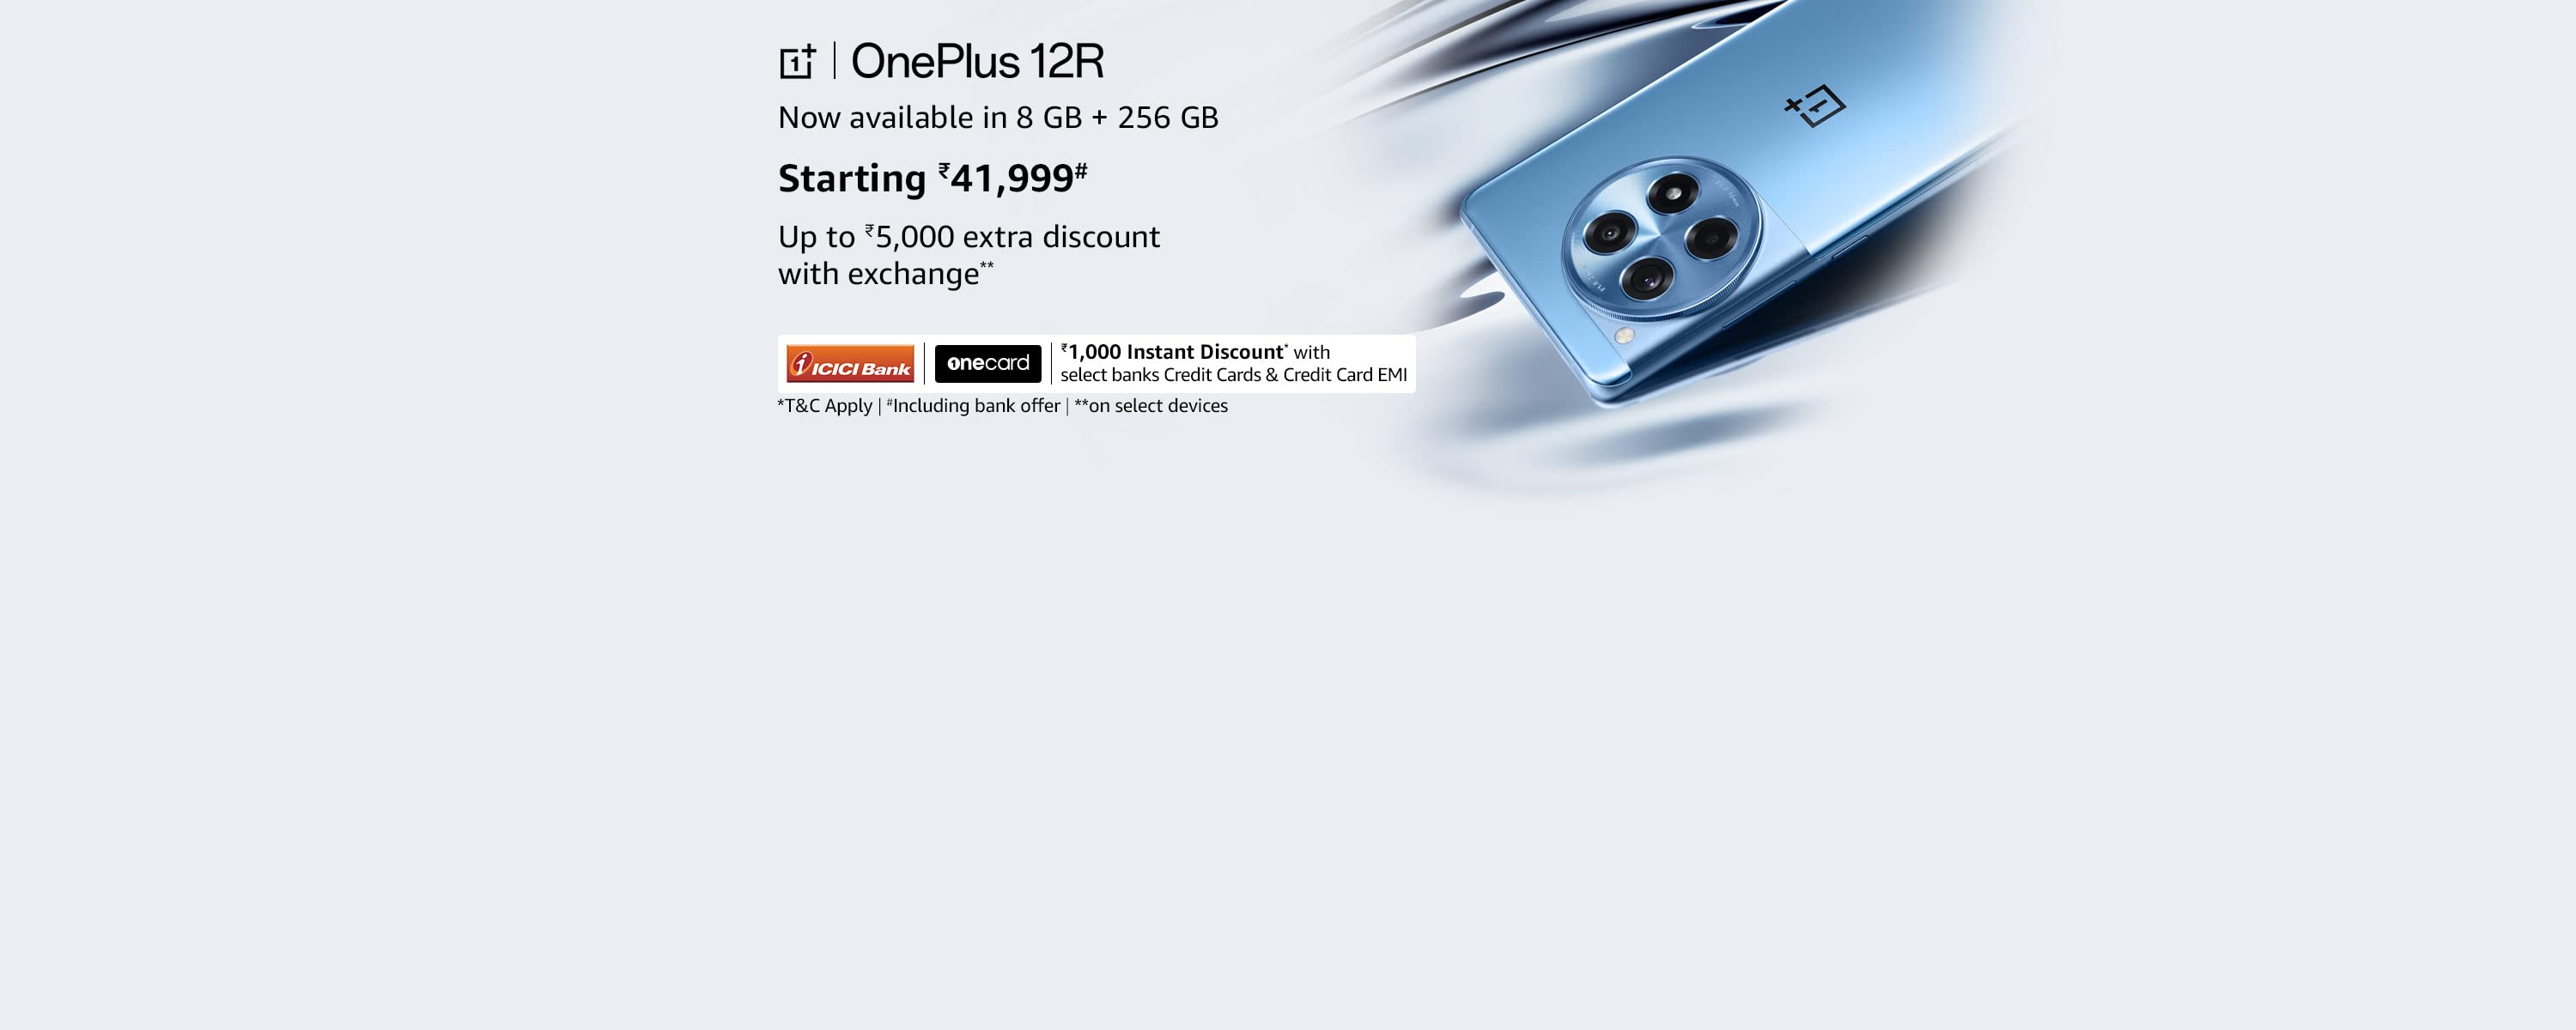 OnePlus 12R
Now available in 8 GB + 256 GB
Starting ₹41,999#
Up to ₹5,000 extra discount
with exchange**
ICICI Bank
onecard
₹1,000 Instant Discount* with
select banks Credit Cards & Credit Card EMI
*T&C Apply | #Including bank offer | **on select devices